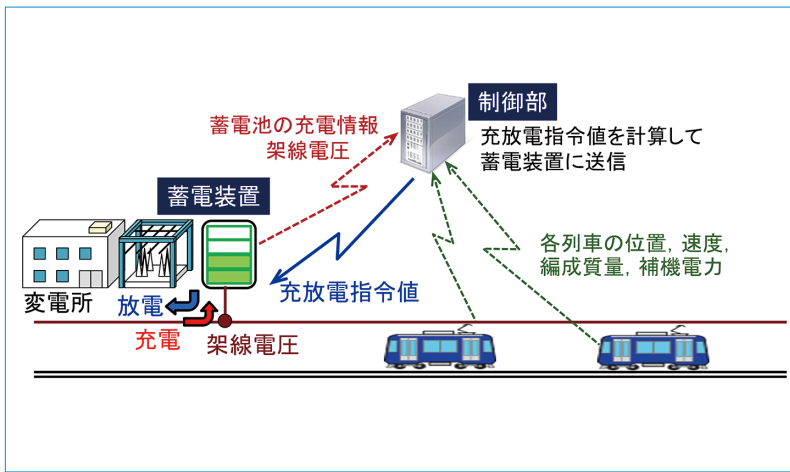 制御部
充放電指令値を計算して
蓄電装置に送信
蓄電池の充電情報
架線電圧
蓄電装置
各列車の位置, 速度,
編成質量, 補機電力
充放電指令値
変電所
放電
充電
架線電圧